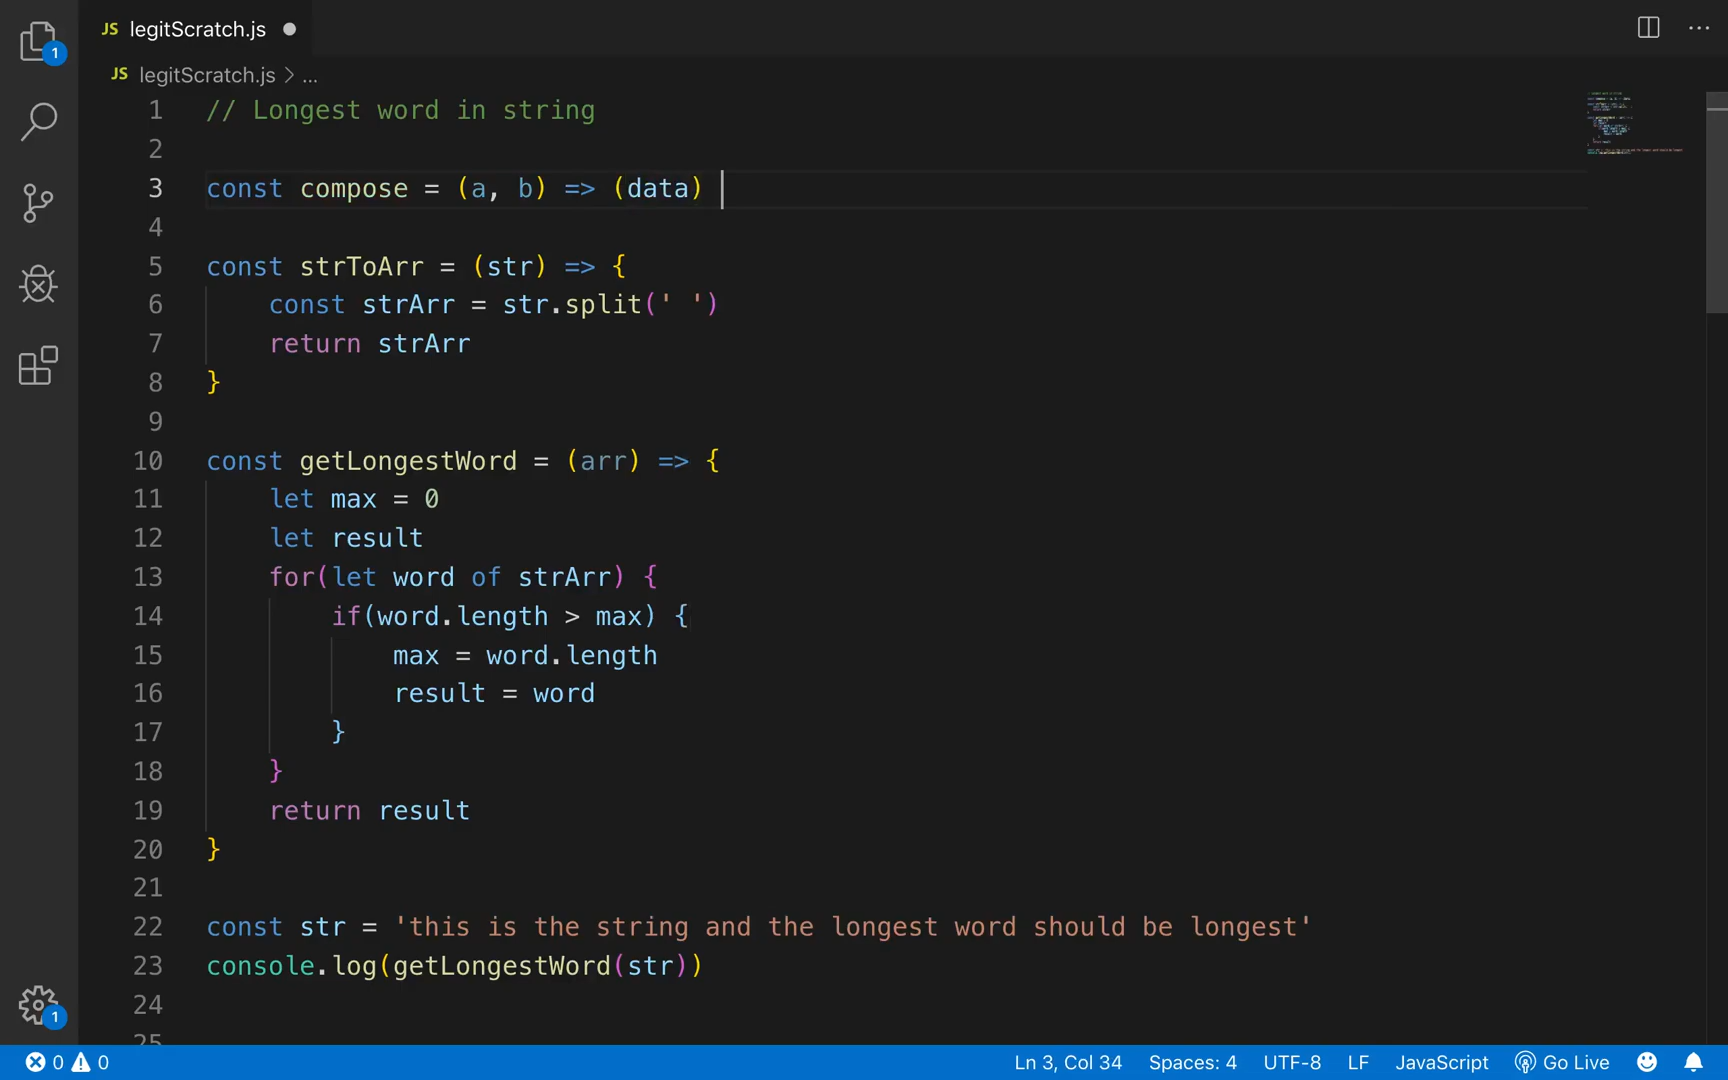 JS legitScratch.js
JS legitScratch.js > ...
1 // Longest word in string
2
3 const compose = (a, b) => (data)
4
5 const strToArr = (str) => {
6 const strArr = str.split(' ')
7 return strArr
8 }
9
10 const getLongestWord = (arr) => {
11 let max = 0
12 let result
13 for(let word of strArr) {
14 if(word.length > max) {
15 max = word.length
16 result = word
17 }
18 }
19 return result
20 }
21
22 const str = 'this is the string and the longest word should be longest'
23 console.log(getLongestWord(str))
24
25
1
1
0 0 Ln 3, Col 34 Spaces: 4 UTF-8 LF JavaScript Go Live